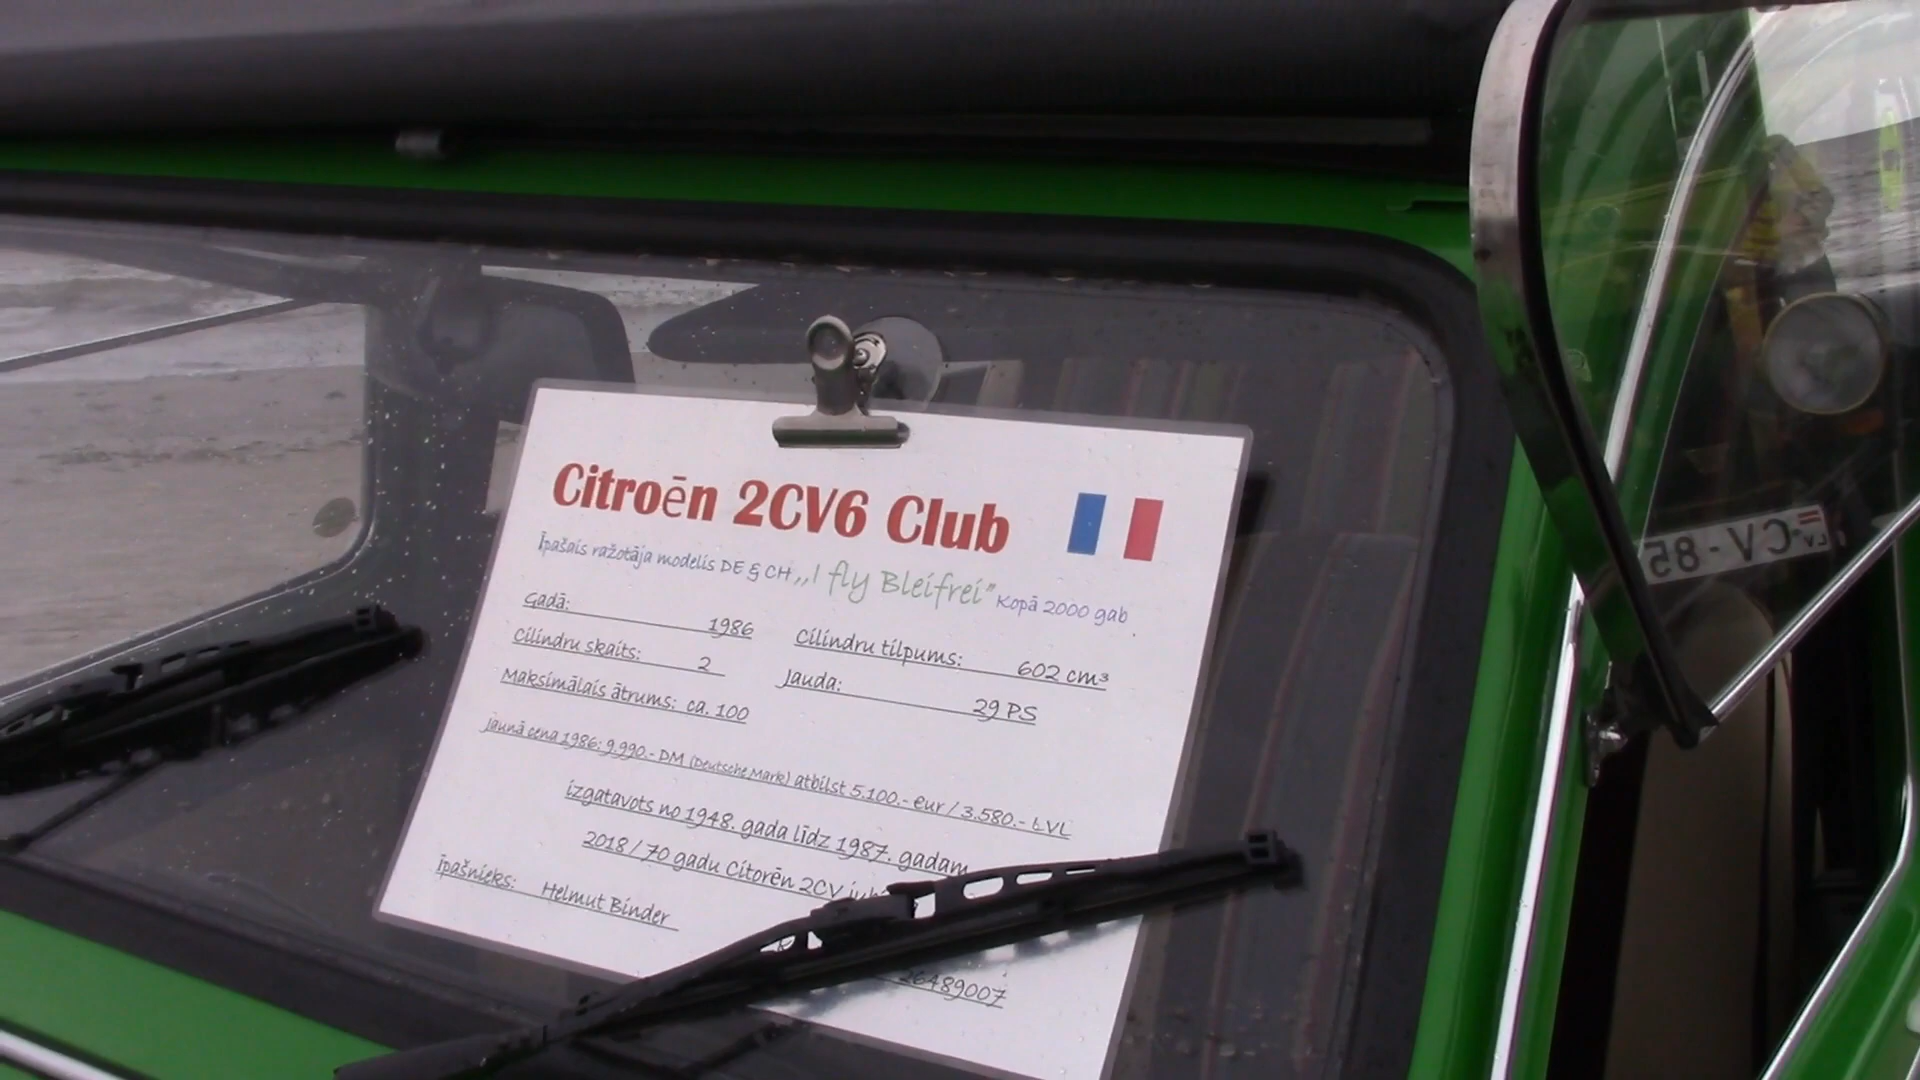 Citroēn 2CV6 Club
Īpašais ražotāja modelis DE & CH ,,I fly Bleifrei" Kopā 2000 gab.
Gadā: 1986
Cilindru tilpums: 602 cm³
Cilindru skaits: 2
Jauda: 29 PS
Maksimālais ātrums: ca. 100
Jaunā cena 1986: 9.990.- DM (Deutsche Mark) atbilst 5.100.- eur / 3.580.- LVL
izgatavots no 1948. gada līdz 1987. gadam
2018 / 70 gadu Citorēn 2CV
Īpašnieks: Helmut Binder
26489007
CV-85
LV